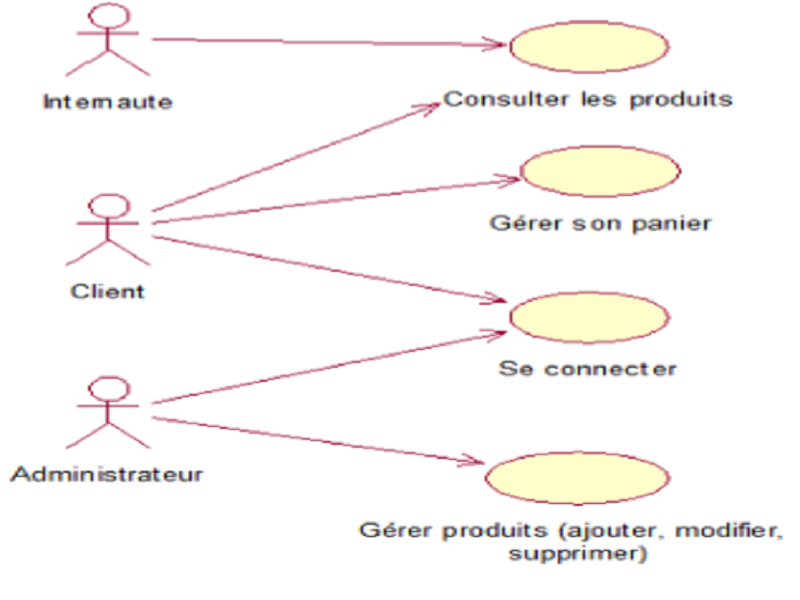 Internaute
Consulter les produits
Gérer son panier
Client
Se connecter
Administrateur
Gérer produits (ajouter, modifier,
supprimer)